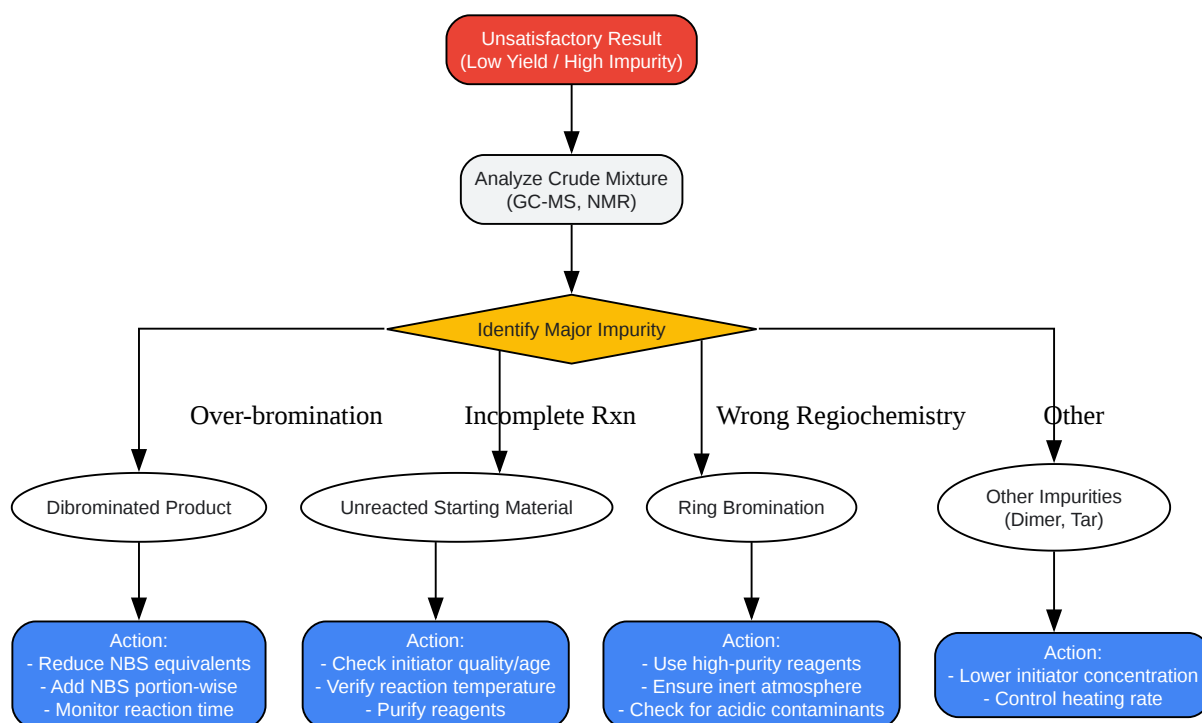 Unsatisfactory Result
(Low Yield / High Impurity)
Analyze Crude Mixture
(GC-MS, NMR)
Identify Major Impurity
Over-bromination
Incomplete Rxn
Wrong Regiochemistry
Other
Dibrominated Product
Unreacted Starting Material
Ring Bromination
Other Impurities
(Dimer, Tar)
Action:
- Reduce NBS equivalents
- Add NBS portion-wise
- Monitor reaction time
Action:
- Check initiator quality/age
- Verify reaction temperature
- Purify reagents
Action:
- Use high-purity reagents
- Ensure inert atmosphere
- Check for acidic contaminants
Action:
- Lower initiator concentration
- Control heating rate